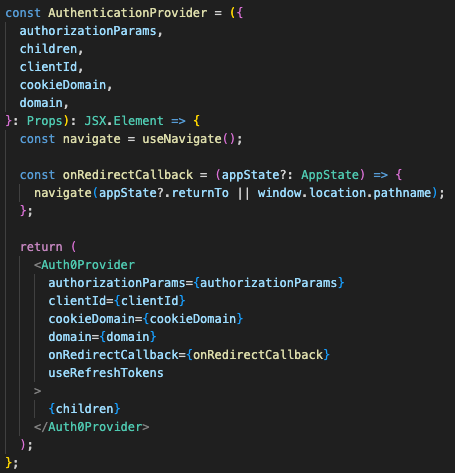 const AuthenticationProvider = ({
  authorizationParams,
  children,
  clientId,
  cookieDomain,
  domain,
}: Props): JSX.Element => {
  const navigate = useNavigate();

  const onRedirectCallback = (appState?: AppState) => {
    navigate(appState?.returnTo || window.location.pathname);
  };

  return (
    <Auth0Provider
      authorizationParams={authorizationParams}
      clientId={clientId}
      cookieDomain={cookieDomain}
      domain={domain}
      onRedirectCallback={onRedirectCallback}
      useRefreshTokens
    >
      {children}
    </Auth0Provider>
  );
};